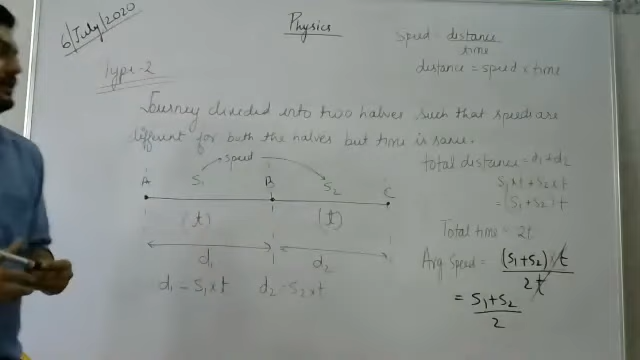 6/July/2020
Physics
Speed = distance
time
distance = speed × time
Type-2
Journey divided into two halves such that speeds are
different for both the halves but time is same.
speed
A S₁ B S₂ C
(t) (t)
d₁ d₂
d₁ = S₁×t d₂ = S₂×t
Total distance = d₁+d₂
S₁×t + S₂×t
= (S₁+S₂)t
Total time = 2t
Avg Speed = (S₁+S₂)×t
2t
= S₁+S₂
2